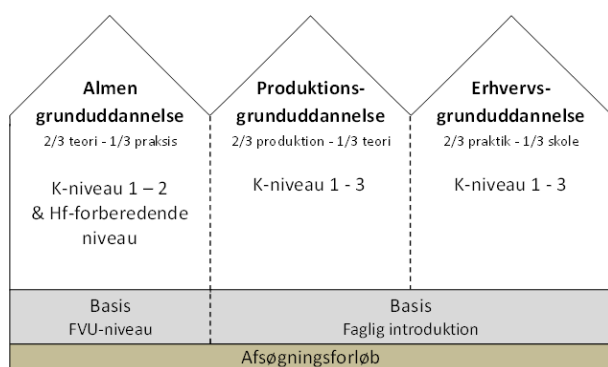 Almen
grunduddannelse
2/3 teori - 1/3 praksis
K-niveau 1 – 2
& Hf-forberedende
niveau
Produktions-
grunduddannelse
2/3 produktion - 1/3 teori
K-niveau 1 - 3
Erhvervs-
grunduddannelse
2/3 praktik - 1/3 skole
K-niveau 1 - 3
Basis
FVU-niveau
Basis
Faglig introduktion
Afsøgningsforløb